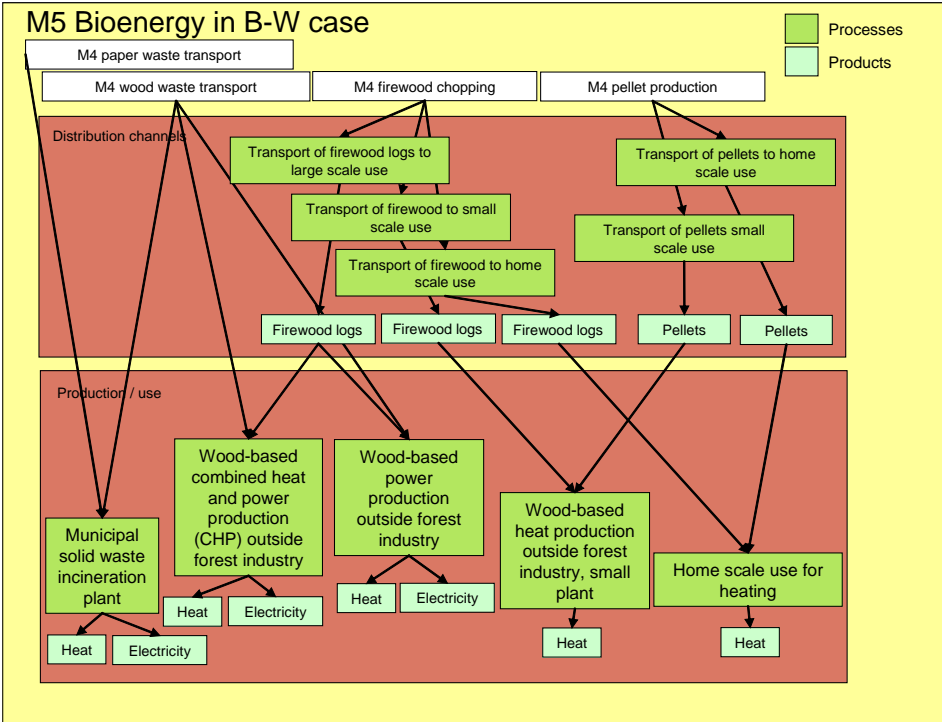 M5 Bioenergy in B-W case
Processes
Products
M4 paper waste transport
M4 wood waste transport
M4 firewood chopping
M4 pellet production
Distribution channels
Transport of firewood logs to
large scale use
Transport of pellets to home
scale use
Transport of firewood to small
scale use
Transport of pellets small
scale use
Transport of firewood to home
scale use
Firewood logs
Firewood logs
Firewood logs
Pellets
Pellets
Production / use
Municipal
solid waste
incineration
plant
Wood-based
combined heat
and power
production
(CHP) outside
forest industry
Wood-based
power
production
outside forest
industry
Wood-based
heat production
outside forest
industry, small
plant
Home scale use for
heating
Heat
Electricity
Heat
Electricity
Heat
Electricity
Heat
Heat